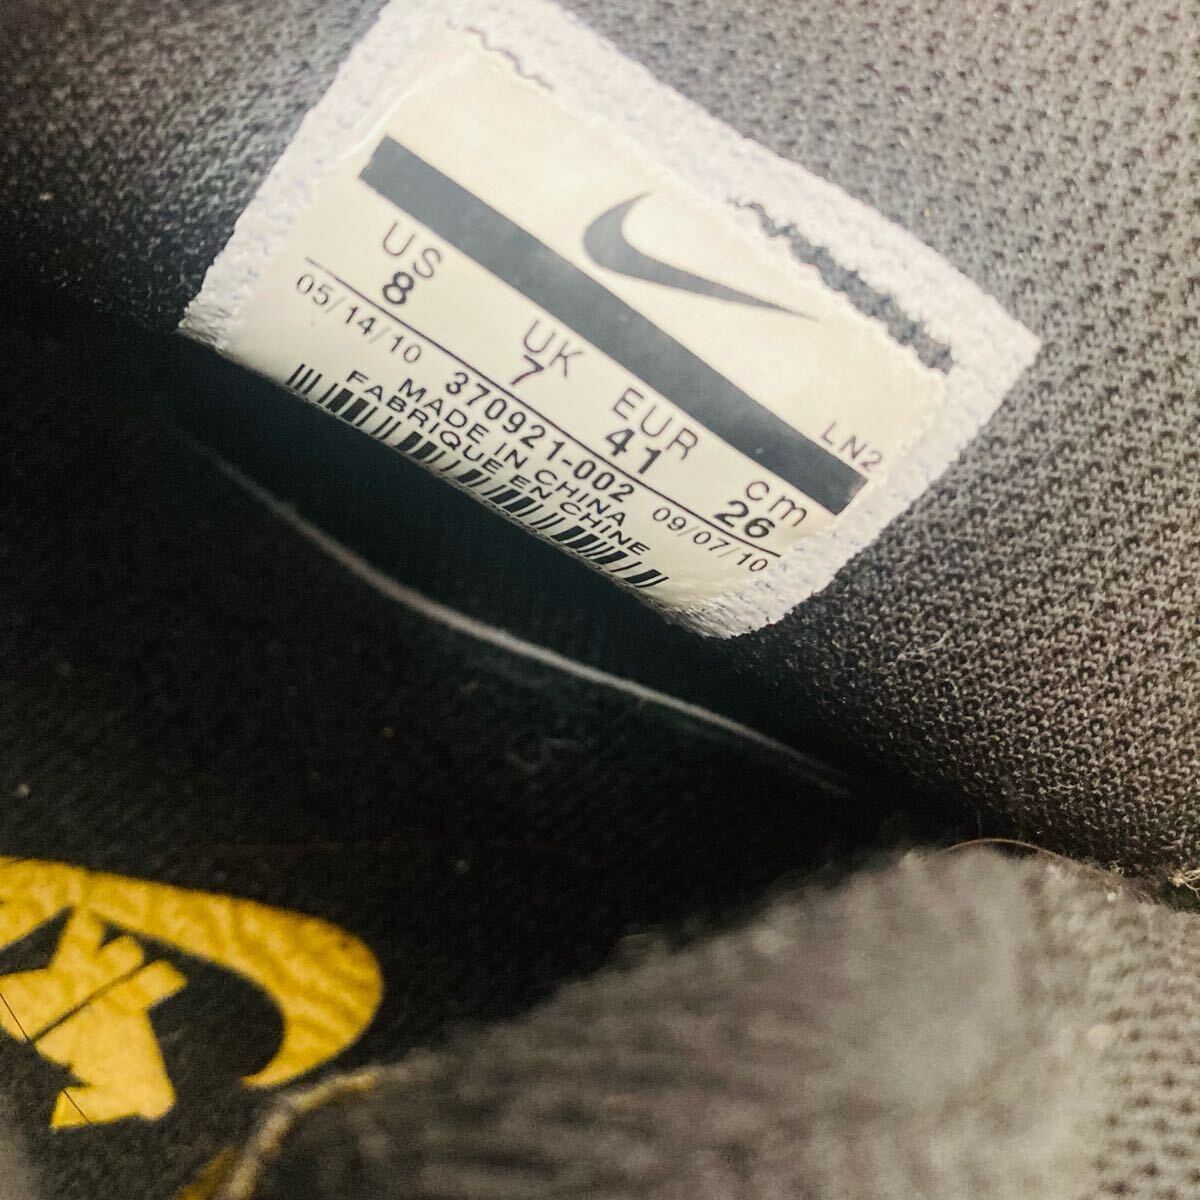 LN2
US UK EUR cm
8 7 41 26
05/14/10 370921-002 09/07/10
MADE IN CHINA
FABRIQUE EN CHINE